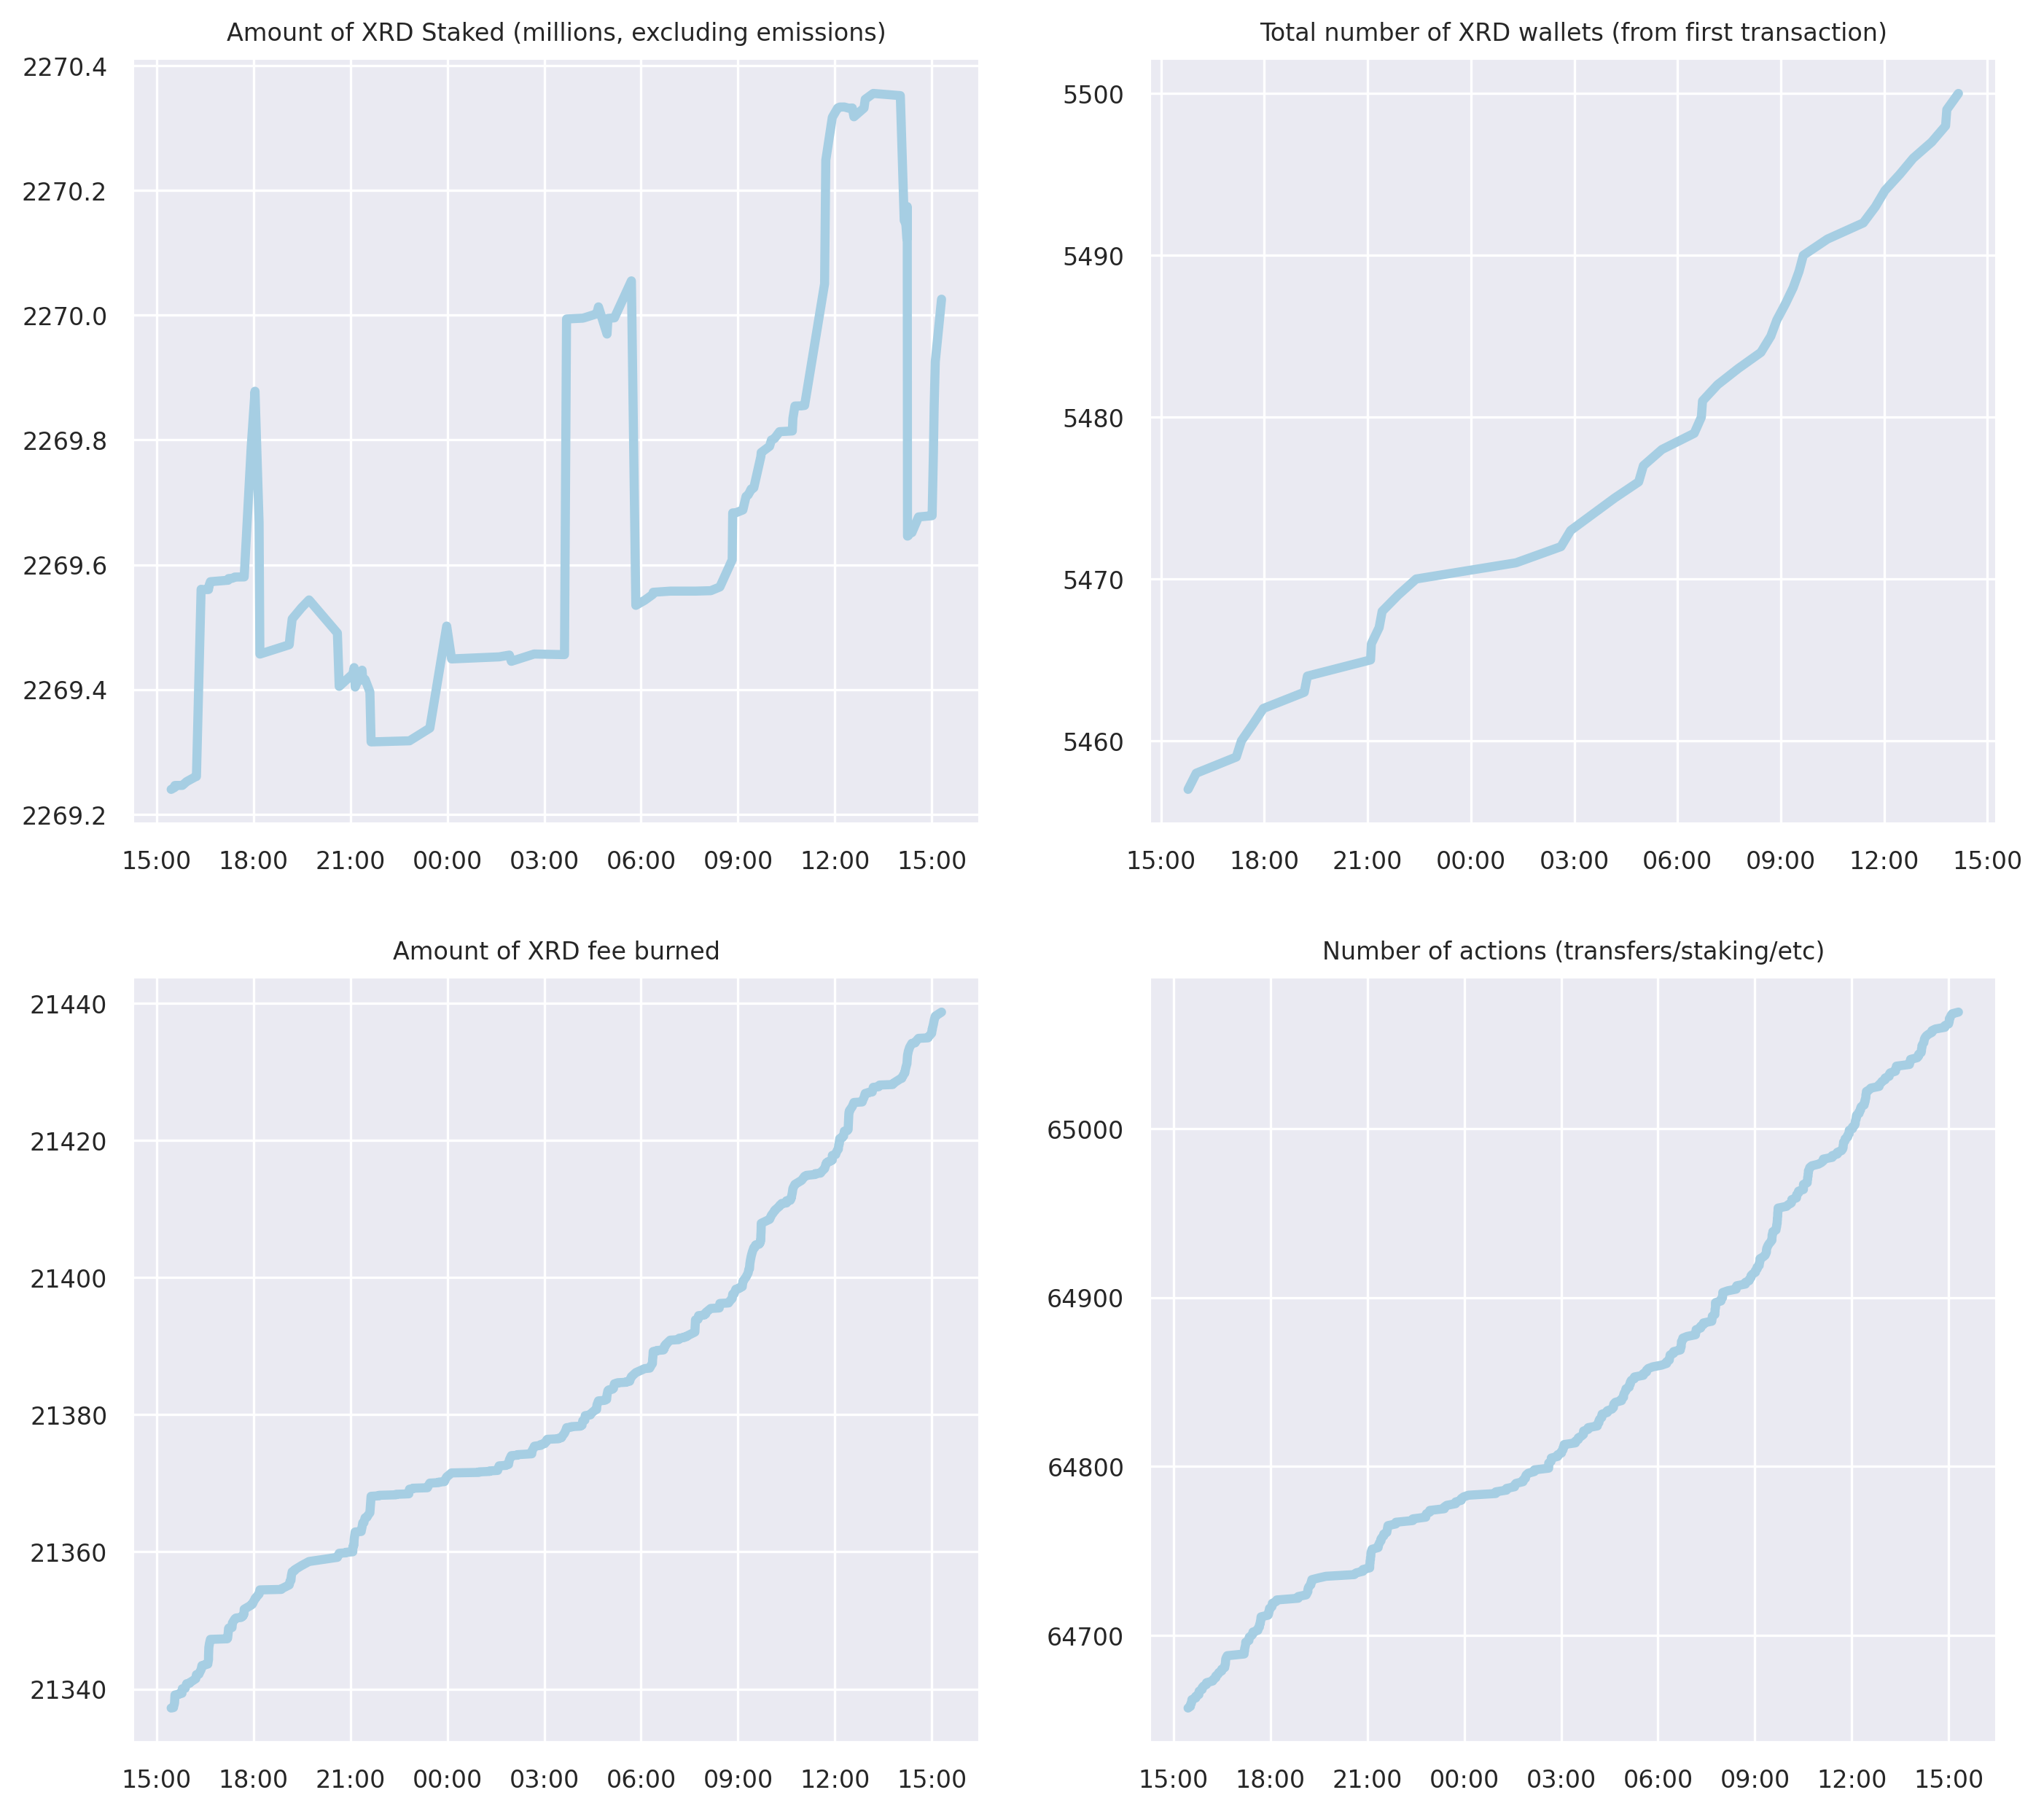 Amount of XRD Staked (millions, excluding emissions)
2270.4
2270.2
2270.0
2269.8
2269.6
2269.4
2269.2
15:00 18:00 21:00 00:00 03:00 06:00 09:00 12:00 15:00
Total number of XRD wallets (from first transaction)
5500
5490
5480
5470
5460
15:00 18:00 21:00 00:00 03:00 06:00 09:00 12:00 15:00
Amount of XRD fee burned
21440
21420
21400
21380
21360
21340
15:00 18:00 21:00 00:00 03:00 06:00 09:00 12:00 15:00
Number of actions (transfers/staking/etc)
65000
64900
64800
64700
15:00 18:00 21:00 00:00 03:00 06:00 09:00 12:00 15:00